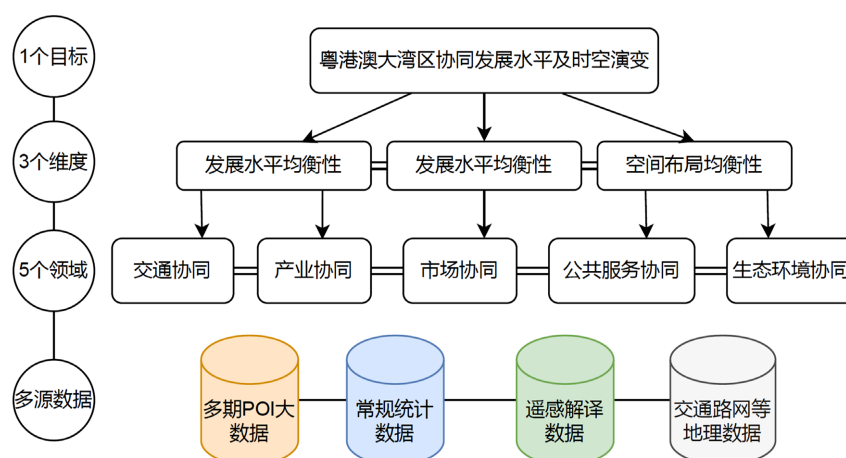 1个目标
粤港澳大湾区协同发展水平及时空演变
3个维度
发展水平均衡性
发展水平均衡性
空间布局均衡性
5个领域
交通协同
产业协同
市场协同
公共服务协同
生态环境协同
多源数据
多期POI大
数据
常规统计
数据
遥感解译
数据
交通路网等
地理数据